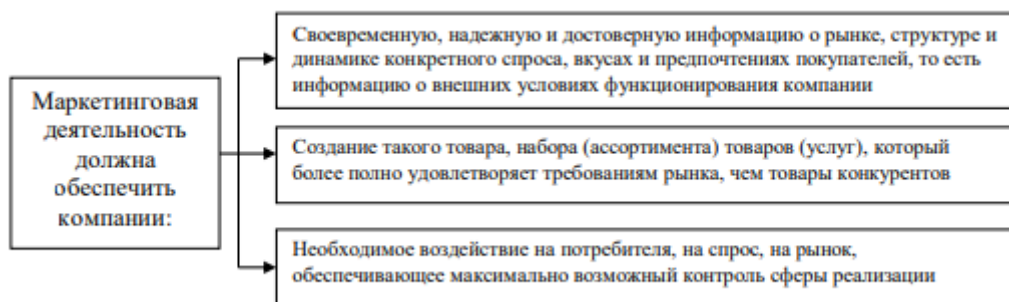 Маркетинговая
деятельность
должна
обеспечить
компании:
Своевременную, надежную и достоверную информацию о рынке, структуре и
динамике конкретного спроса, вкусах и предпочтениях покупателей, то есть
информацию о внешних условиях функционирования компании
Создание такого товара, набора (ассортимента) товаров (услуг), который
более полно удовлетворяет требованиям рынка, чем товары конкурентов
Необходимое воздействие на потребителя, на спрос, на рынок,
обеспечивающее максимально возможный контроль сферы реализации